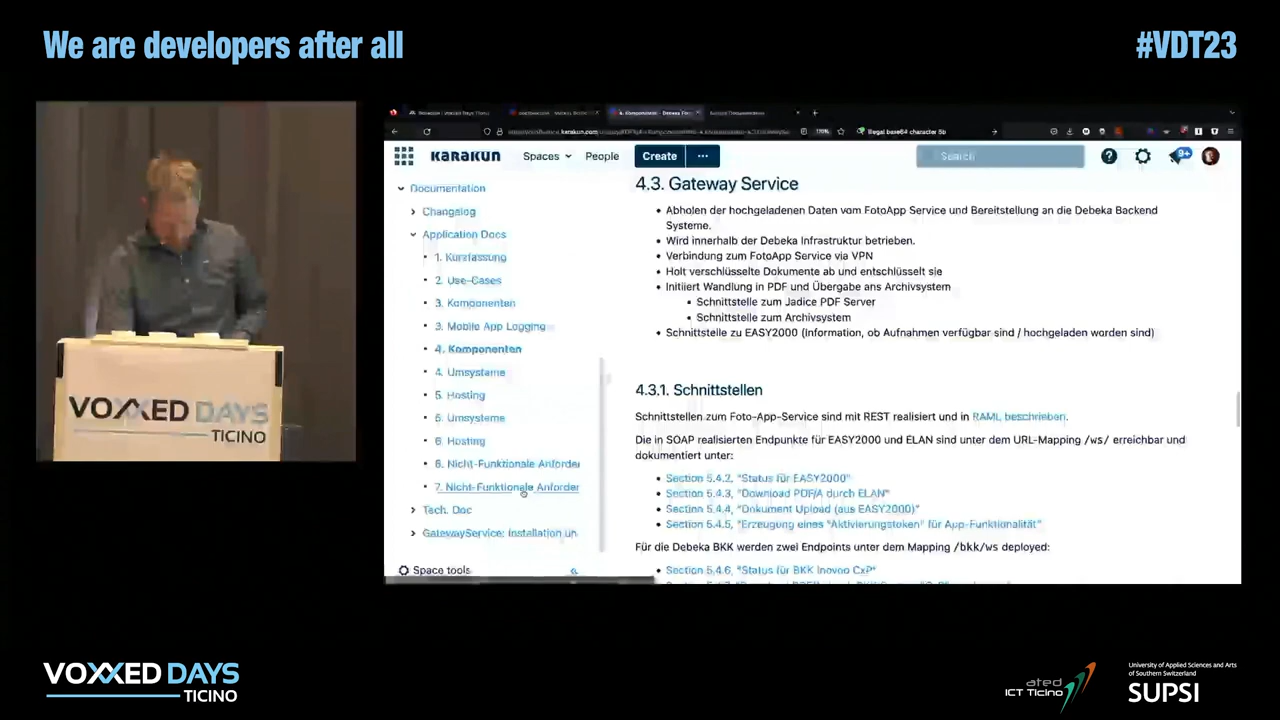 We are developers after all
#VDT23
VOXXED DAYS
TICINO
Illegal base64 character 5b
KARAKUN
Spaces
People
Create
Search
9+
Documentation
Changelog
Application Docs
1. Kurzfassung
2. Use-Cases
3. Komponenten
3. Mobile App Logging
4. Komponenten
4. Umsysteme
5. Hosting
5. Umsysteme
6. Hosting
6. Nicht-Funktionale Anforder
7. Nicht-Funktionale Anforder
Tech. Doc
GatewayService: Installation un
Space tools
4.3. Gateway Service
Abholen der hochgeladenen Daten vom FotoApp Service und Bereitstellung an die Debeka Backend
Systeme.
Wird innerhalb der Debeka Infrastruktur betrieben.
Verbindung zum FotoApp Service via VPN
Holt verschlüsselte Dokumente ab und entschlüsselt sie
Initiiert Wandlung in PDF und Übergabe ans Archivsystem
Schnittstelle zum Jadice PDF Server
Schnittstelle zum Archivsystem
Schnittstelle zu EASY2000 (Information, ob Aufnahmen verfügbar sind / hochgeladen worden sind)
4.3.1. Schnittstellen
Schnittstellen zum Foto-App-Service sind mit REST realisiert und in RAML beschrieben.
Die in SOAP realisierten Endpunkte für EASY2000 und ELAN sind unter dem URL-Mapping /ws/ erreichbar und
dokumentiert unter:
Section 5.4.2, "Status für EASY2000"
Section 5.4.3, "Download PDF/A durch ELAN"
Section 5.4.4, "Dokument Upload (aus EASY2000)"
Section 5.4.5, "Erzeugung eines "Aktivierungstoken" für App-Funktionalität"
Für die Debeka BKK werden zwei Endpoints unter dem Mapping /bkk/ws deployed:
Section 5.4.6, "Status für BKK Inovoo CxP"
VOXXED DAYS
TICINO
ated
ICT Ticino
University of Applied Sciences and Arts
of Southern Switzerland
SUPSI